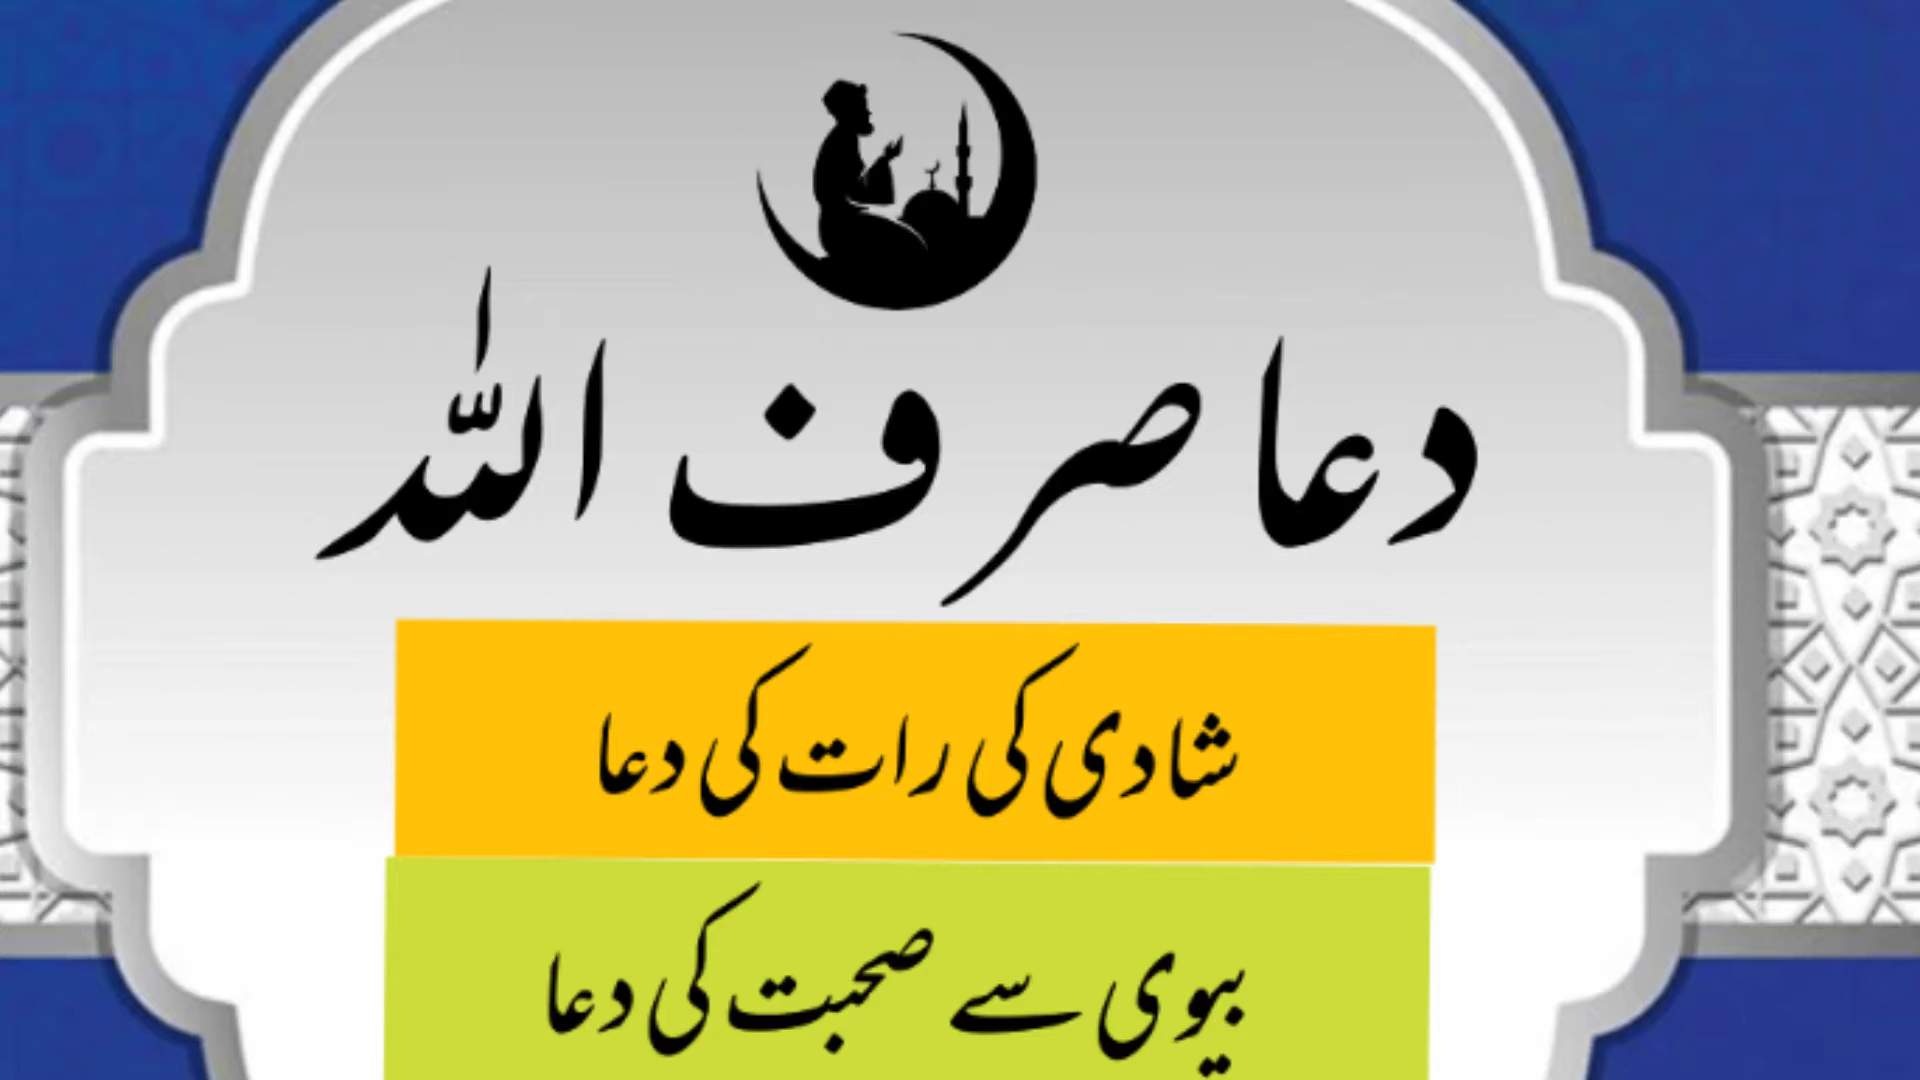 دعا صرف اللہ
شادی کی رات کی دعا
بیوی سے صحبت کی دعا